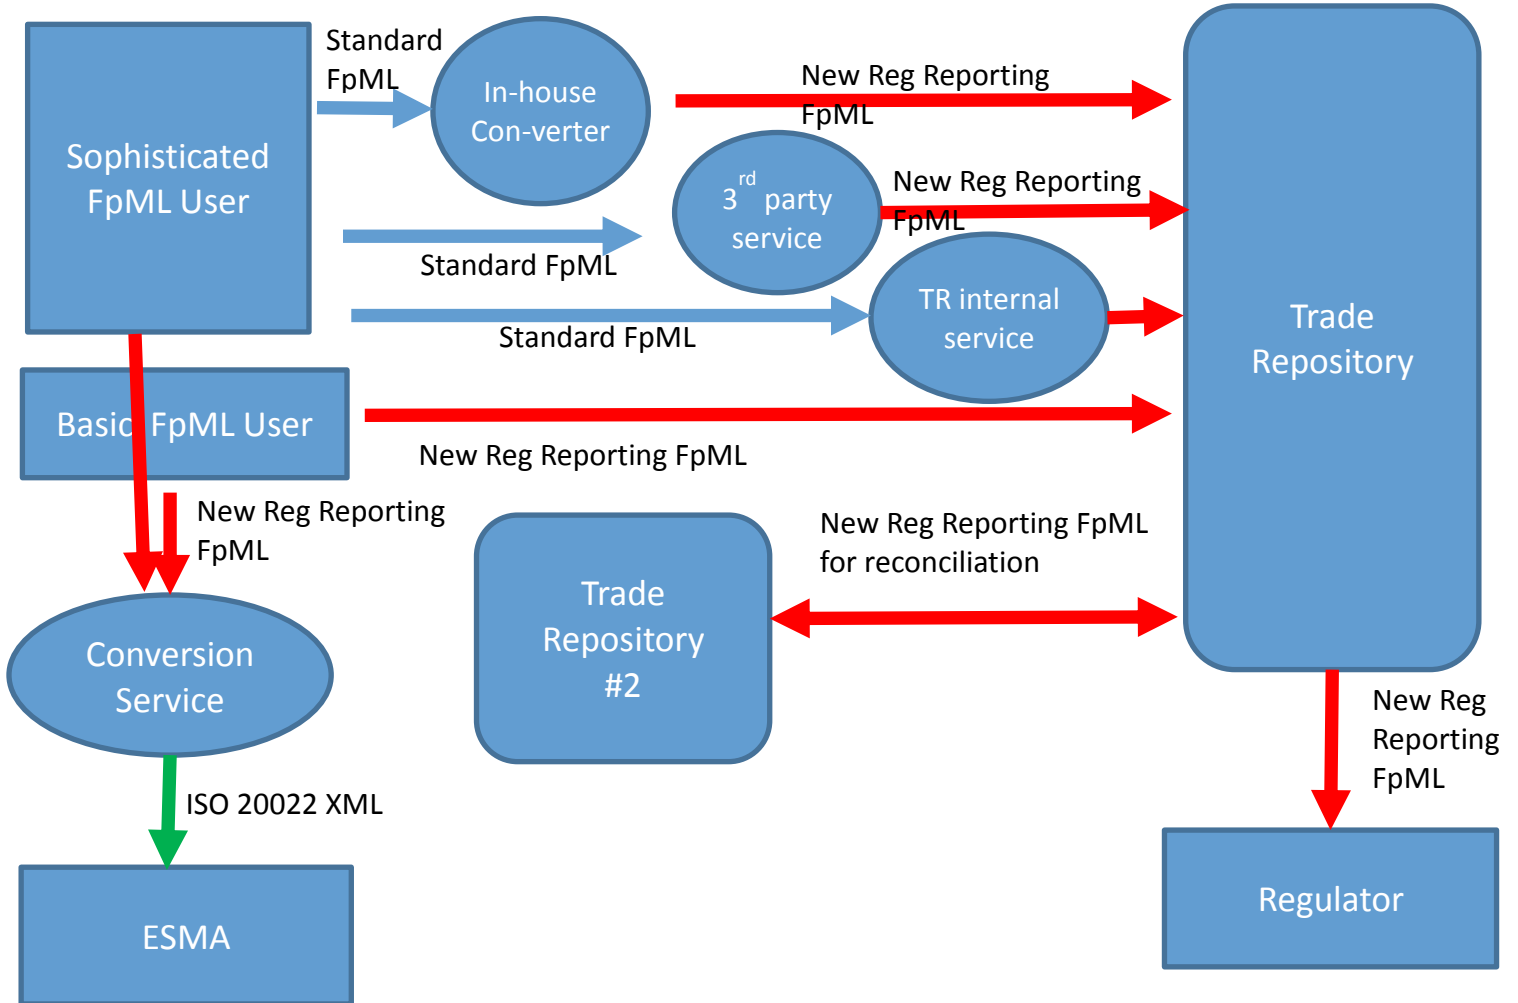 Standard
FpML
In-house
Con-verter
New Reg Reporting
FpML
Sophisticated
FpML User
3rd party
service
New Reg Reporting
FpML
Standard FpML
TR internal
service
Standard FpML
Trade
Repository
Basic FpML User
New Reg Reporting FpML
New Reg Reporting
FpML
New Reg Reporting FpML
for reconciliation
Trade
Repository
#2
Conversion
Service
New Reg
Reporting
FpML
ISO 20022 XML
Regulator
ESMA